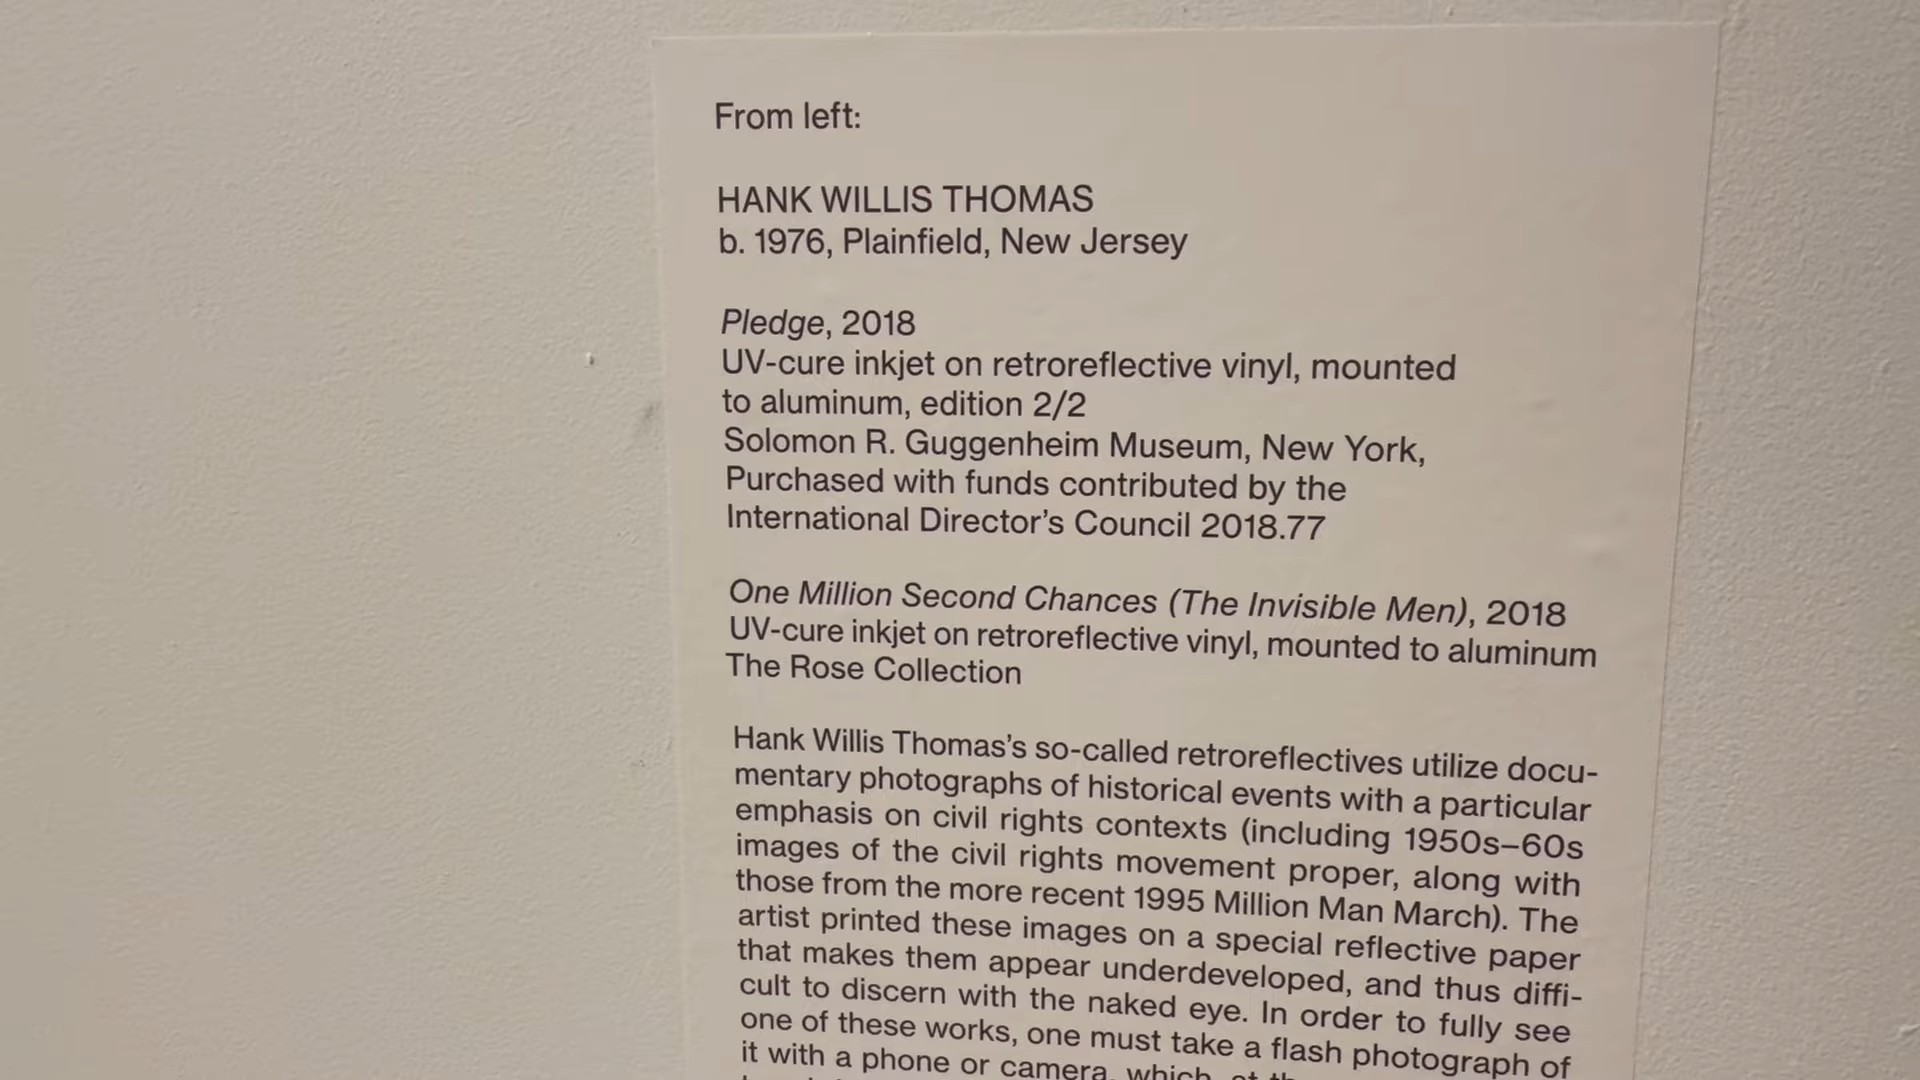 From left:
HANK WILLIS THOMAS
b. 1976, Plainfield, New Jersey
Pledge, 2018
UV-cure inkjet on retroreflective vinyl, mounted
to aluminum, edition 2/2
Solomon R. Guggenheim Museum, New York,
Purchased with funds contributed by the
International Director’s Council 2018.77
One Million Second Chances (The Invisible Men), 2018
UV-cure inkjet on retroreflective vinyl, mounted to aluminum
The Rose Collection
Hank Willis Thomas’s so-called retroreflectives utilize docu-
mentary photographs of historical events with a particular
emphasis on civil rights contexts (including 1950s–60s
images of the civil rights movement proper, along with
those from the more recent 1995 Million Man March). The
artist printed these images on a special reflective paper
that makes them appear underdeveloped, and thus diffi-
cult to discern with the naked eye. In order to fully see
one of these works, one must take a flash photograph of
it with a phone or camera, which, at